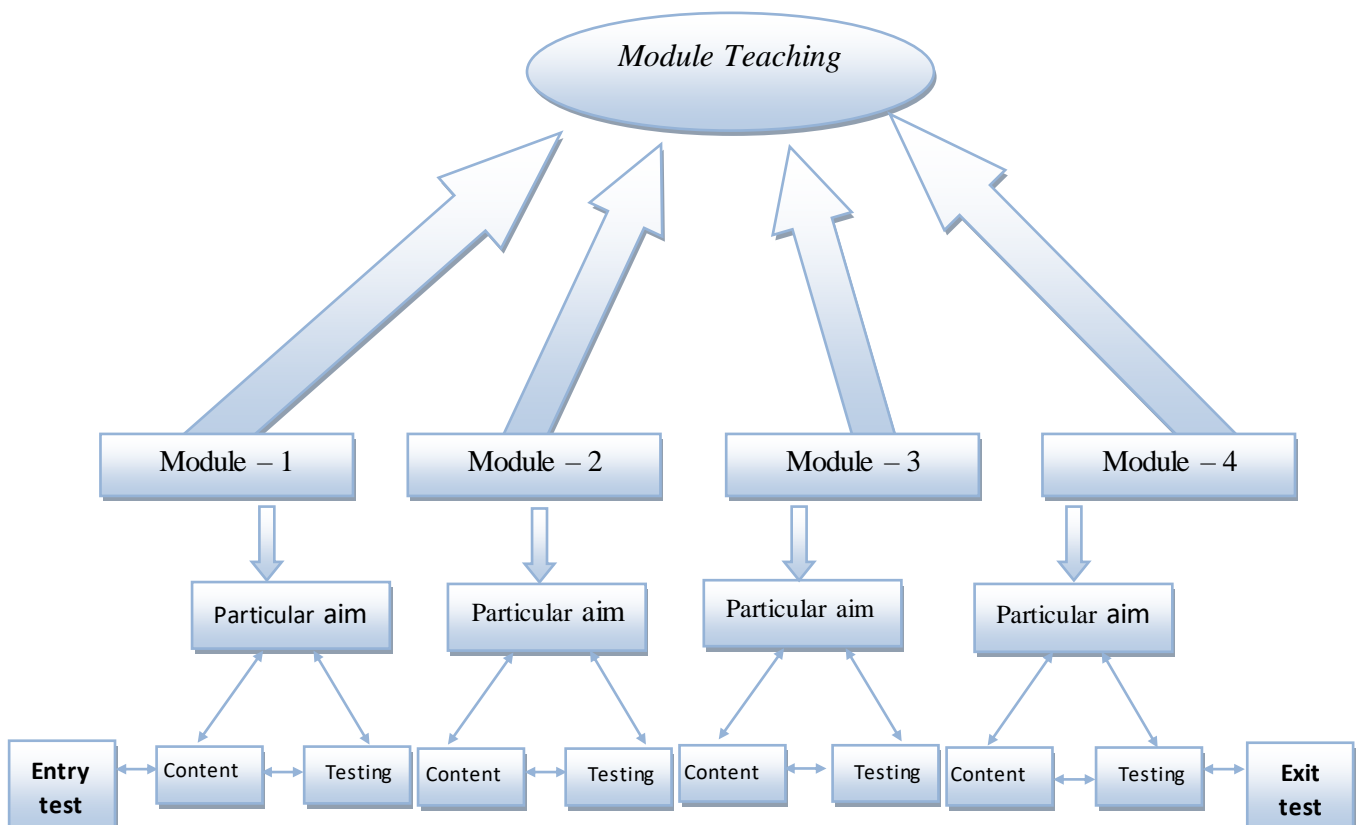 Module Teaching
Module – 1
Module – 2
Module – 3
Module – 4
Particular aim
Particular aim
Particular aim
Particular aim
Entry
test
Content
Testing
Content
Testing
Content
Testing
Content
Testing
Exit
test